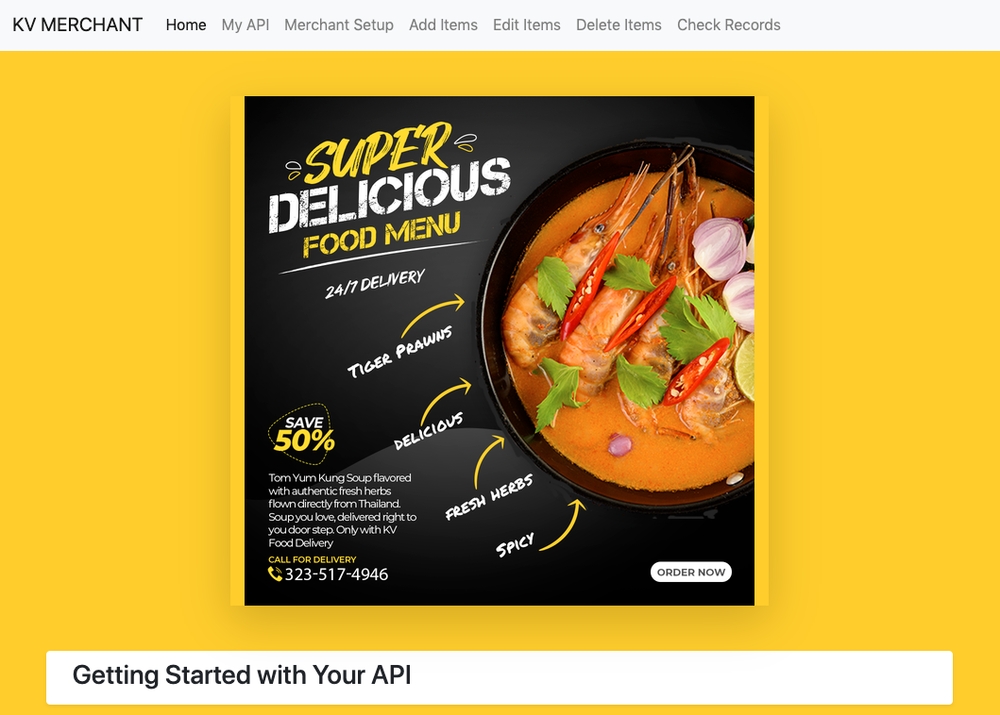 KV MERCHANT Home My API Merchant Setup Add Items Edit Items Delete Items Check Records
SUPER
DELICIOUS
FOOD MENU
24/7 DELIVERY
TIGER PRAWNS
DELICIOUS
FRESH HERBS
SPICY
SAVE
50%
Tom Yum Kung Soup flavored
with authentic fresh herbs
flown directly from Thailand.
Soup you love, delivered right to
you door step. Only with KV
Food Delivery
CALL FOR DELIVERY
323-517-4946
ORDER NOW
Getting Started with Your API